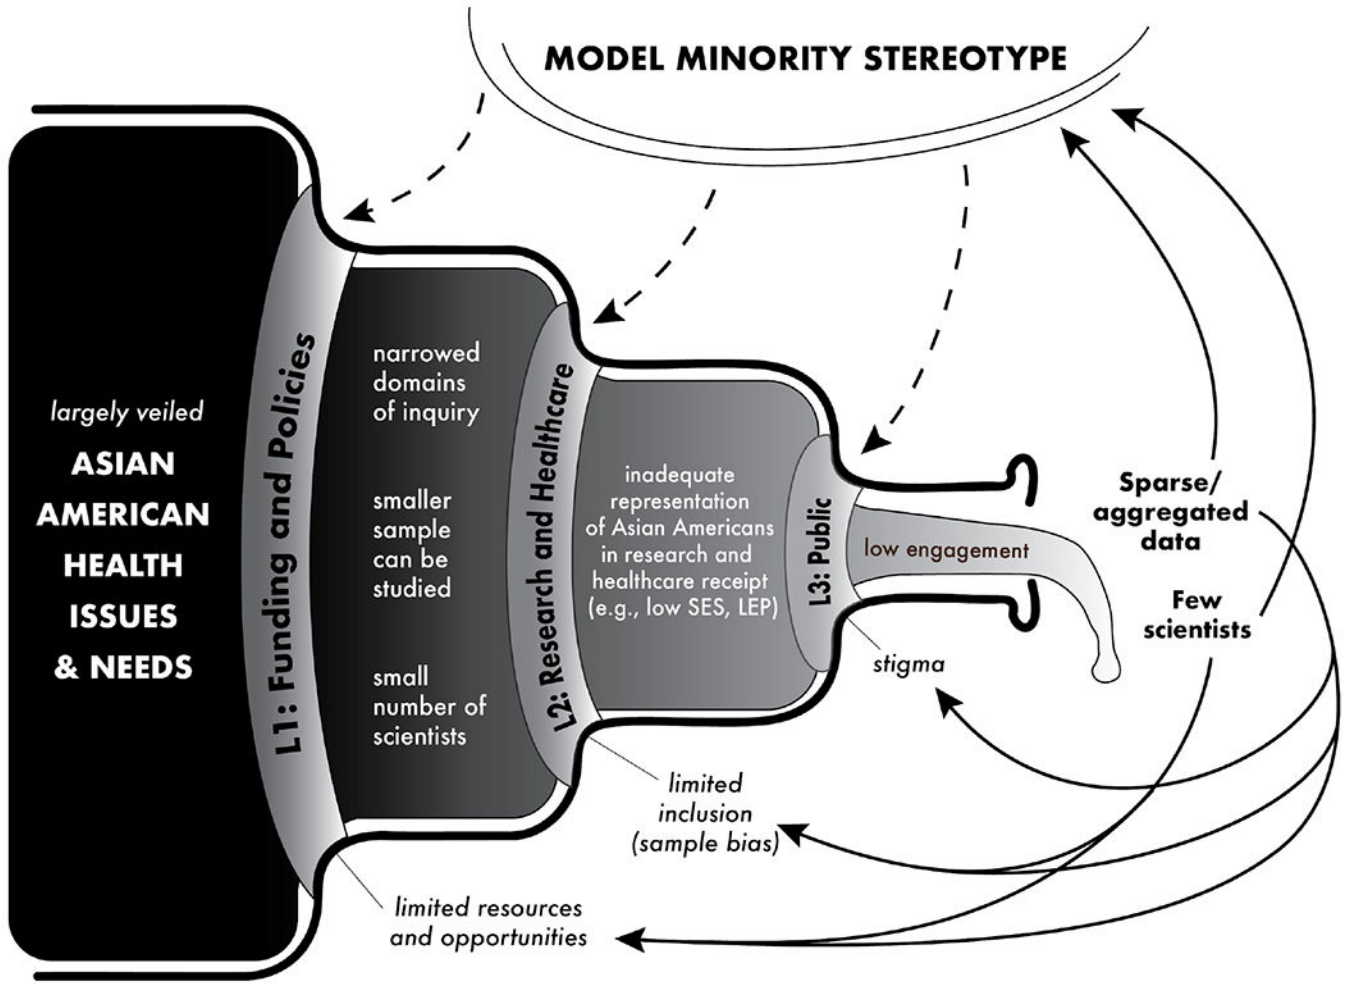 MODEL MINORITY STEREOTYPE
largely veiled
ASIAN
AMERICAN
HEALTH
ISSUES
& NEEDS
L1: Funding and Policies
narrowed
domains
of inquiry
smaller
sample
can be
studied
small
number of
scientists
L2: Research and Healthcare
inadequate
representation
of Asian Americans
in research and
healthcare receipt
(e.g., low SES, LEP)
L3: Public
low engagement
Sparse/
aggregated
data
Few
scientists
stigma
limited
inclusion
(sample bias)
limited resources
and opportunities